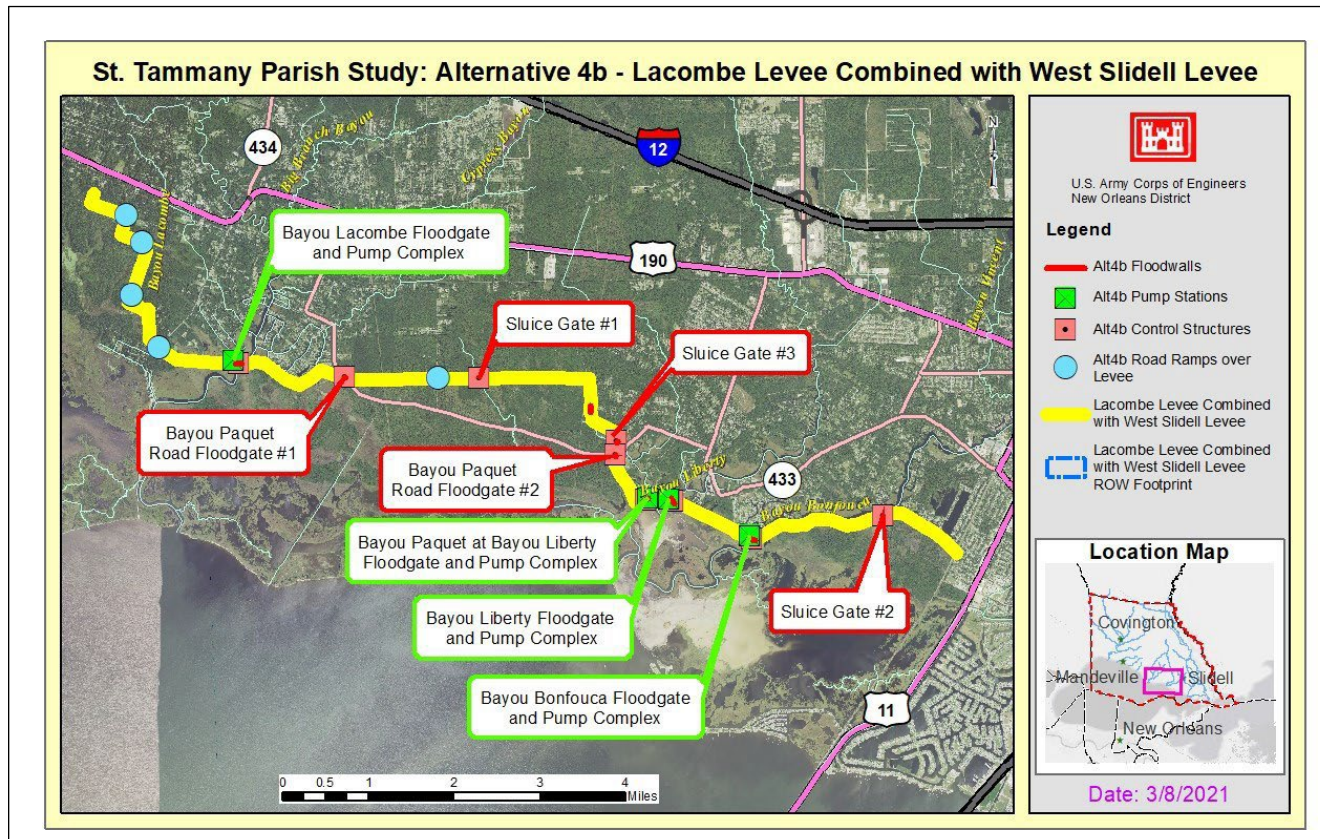 St. Tammany Parish Study: Alternative 4b - Lacombe Levee Combined with West Slidell Levee
434
Big Branch Bayou
Cypress Bayou
12
N
Bayou Lacombe
Bayou Lacombe Floodgate
and Pump Complex
190
Bayou Vincent
Sluice Gate #1
Sluice Gate #3
Bayou Paquet
Road Floodgate #1
Bayou Paquet
Road Floodgate #2
Bayou Liberty
433
Bayou Bonfouca
Bayou Paquet at Bayou Liberty
Floodgate and Pump Complex
Bayou Liberty Floodgate
and Pump Complex
Sluice Gate #2
Bayou Bonfouca Floodgate
and Pump Complex
11
0 0.5 1 2 3 4
Miles
U.S. Army Corps of Engineers
New Orleans District
Legend
Alt4b Floodwalls
Alt4b Pump Stations
Alt4b Control Structures
Alt4b Road Ramps over
Levee
Lacombe Levee Combined
with West Slidell Levee
Lacombe Levee Combined
with West Slidell Levee
ROW Footprint
Location Map
Covington
Mandeville
Slidell
New Orleans
Date: 3/8/2021